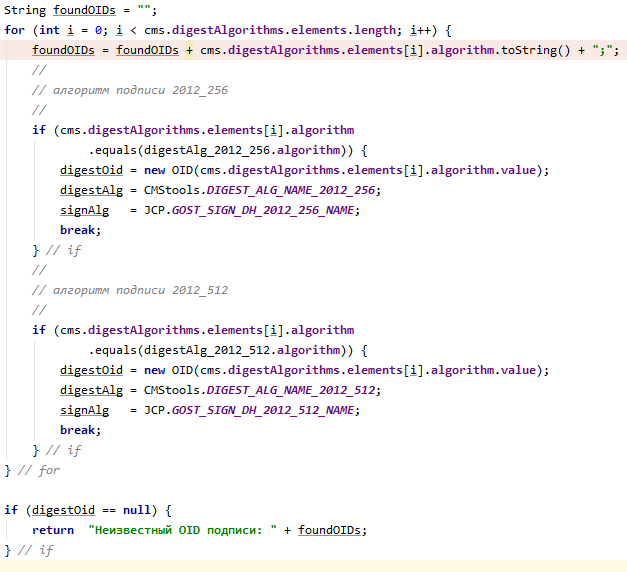 String foundOIDs = "";
for (int i = 0; i < cms.digestAlgorithms.elements.length; i++) {
    foundOIDs = foundOIDs + cms.digestAlgorithms.elements[i].algorithm.toString() + ";";
    //
    // алгоритм подписи 2012_256
    //
    if (cms.digestAlgorithms.elements[i].algorithm
            .equals(digestAlg_2012_256.algorithm)) {
        digestOid = new OID(cms.digestAlgorithms.elements[i].algorithm.value);
        digestAlg = CMStools.DIGEST_ALG_NAME_2012_256;
        signAlg   = JCP.GOST_SIGN_DH_2012_256_NAME;
        break;
    } // if
    //
    // алгоритм подписи 2012_512
    //
    if (cms.digestAlgorithms.elements[i].algorithm
            .equals(digestAlg_2012_512.algorithm)) {
        digestOid = new OID(cms.digestAlgorithms.elements[i].algorithm.value);
        digestAlg = CMStools.DIGEST_ALG_NAME_2012_512;
        signAlg   = JCP.GOST_SIGN_DH_2012_512_NAME;
        break;
    } // if
} // for

if (digestOid == null) {
    return  "Неизвестный OID подписи: " + foundOIDs;
} // if